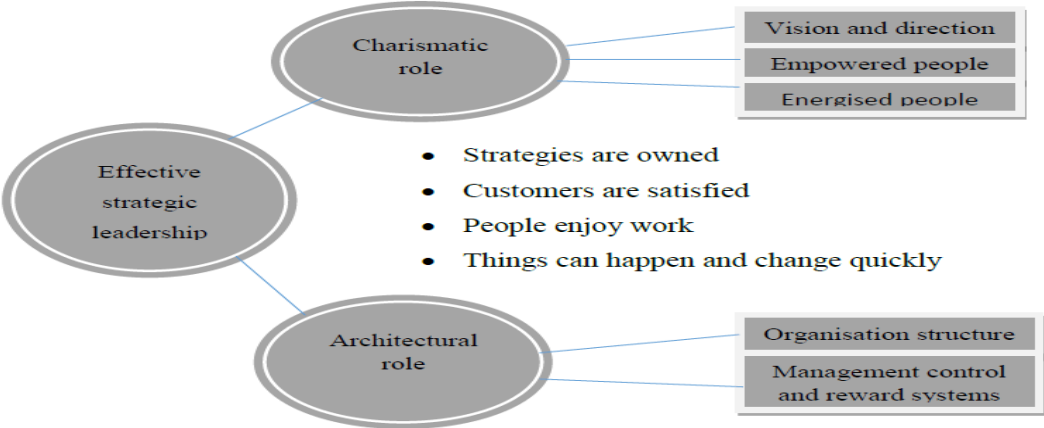 Charismatic
role
Vision and direction
Empowered people
Energised people
Effective
strategic
leadership
• Strategies are owned
• Customers are satisfied
• People enjoy work
• Things can happen and change quickly
Architectural
role
Organisation structure
Management control
and reward systems